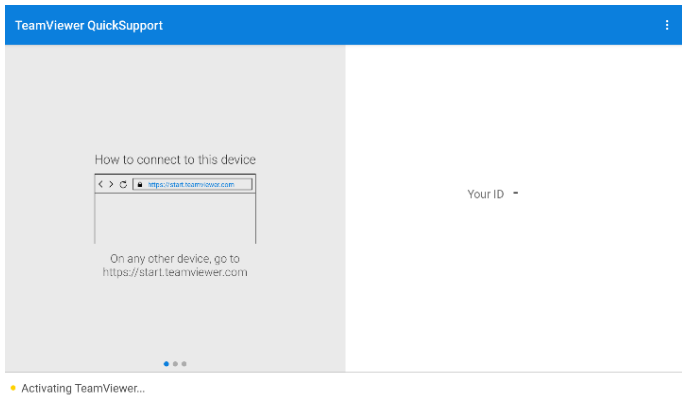 TeamViewer QuickSupport
How to connect to this device
https://start.teamviewer.com
On any other device, go to
https://start.teamviewer.com
Your ID -
Activating TeamViewer...